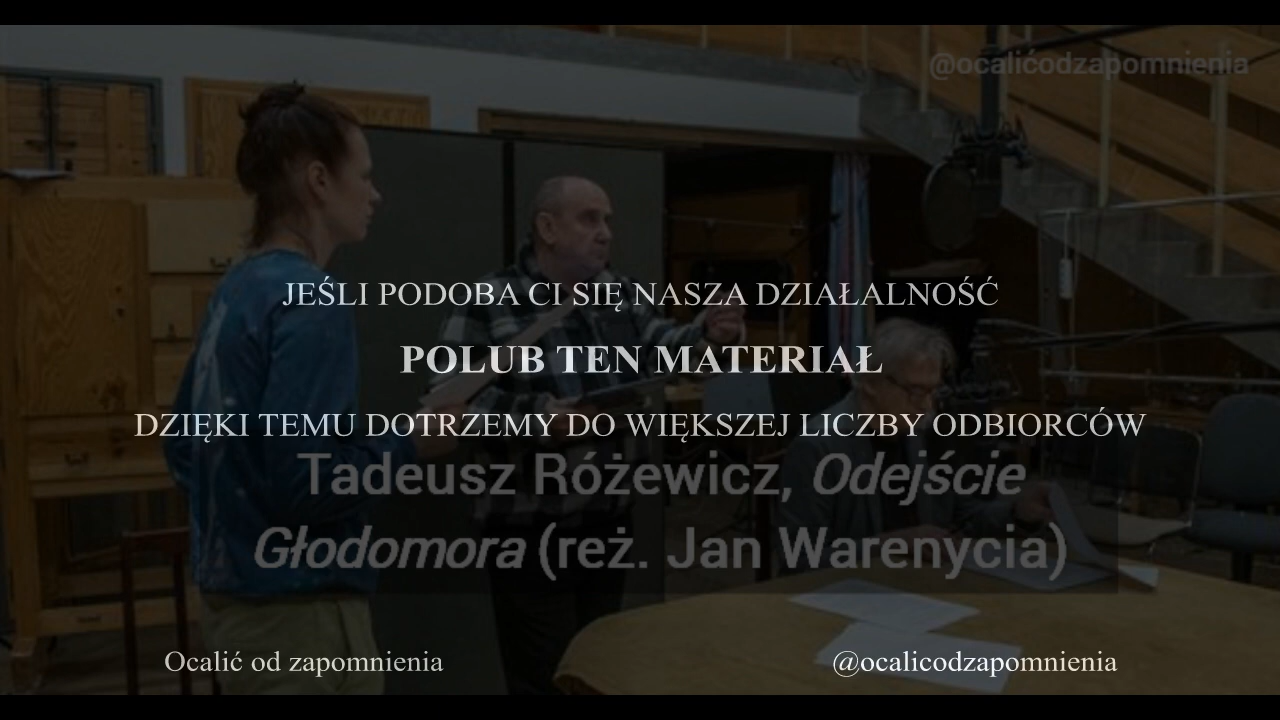 @ocalićodzapomnienia
JEŚLI PODOBA CI SIĘ NASZA DZIAŁALNOŚĆ
POLUB TEN MATERIAŁ
DZIĘKI TEMU DOTRZEMY DO WIĘKSZEJ LICZBY ODBIORCÓW
Tadeusz Różewicz, Odejście
Głodomora (reż. Jan Warenycia)
Ocalić od zapomnienia
@ocalicodzapomnienia